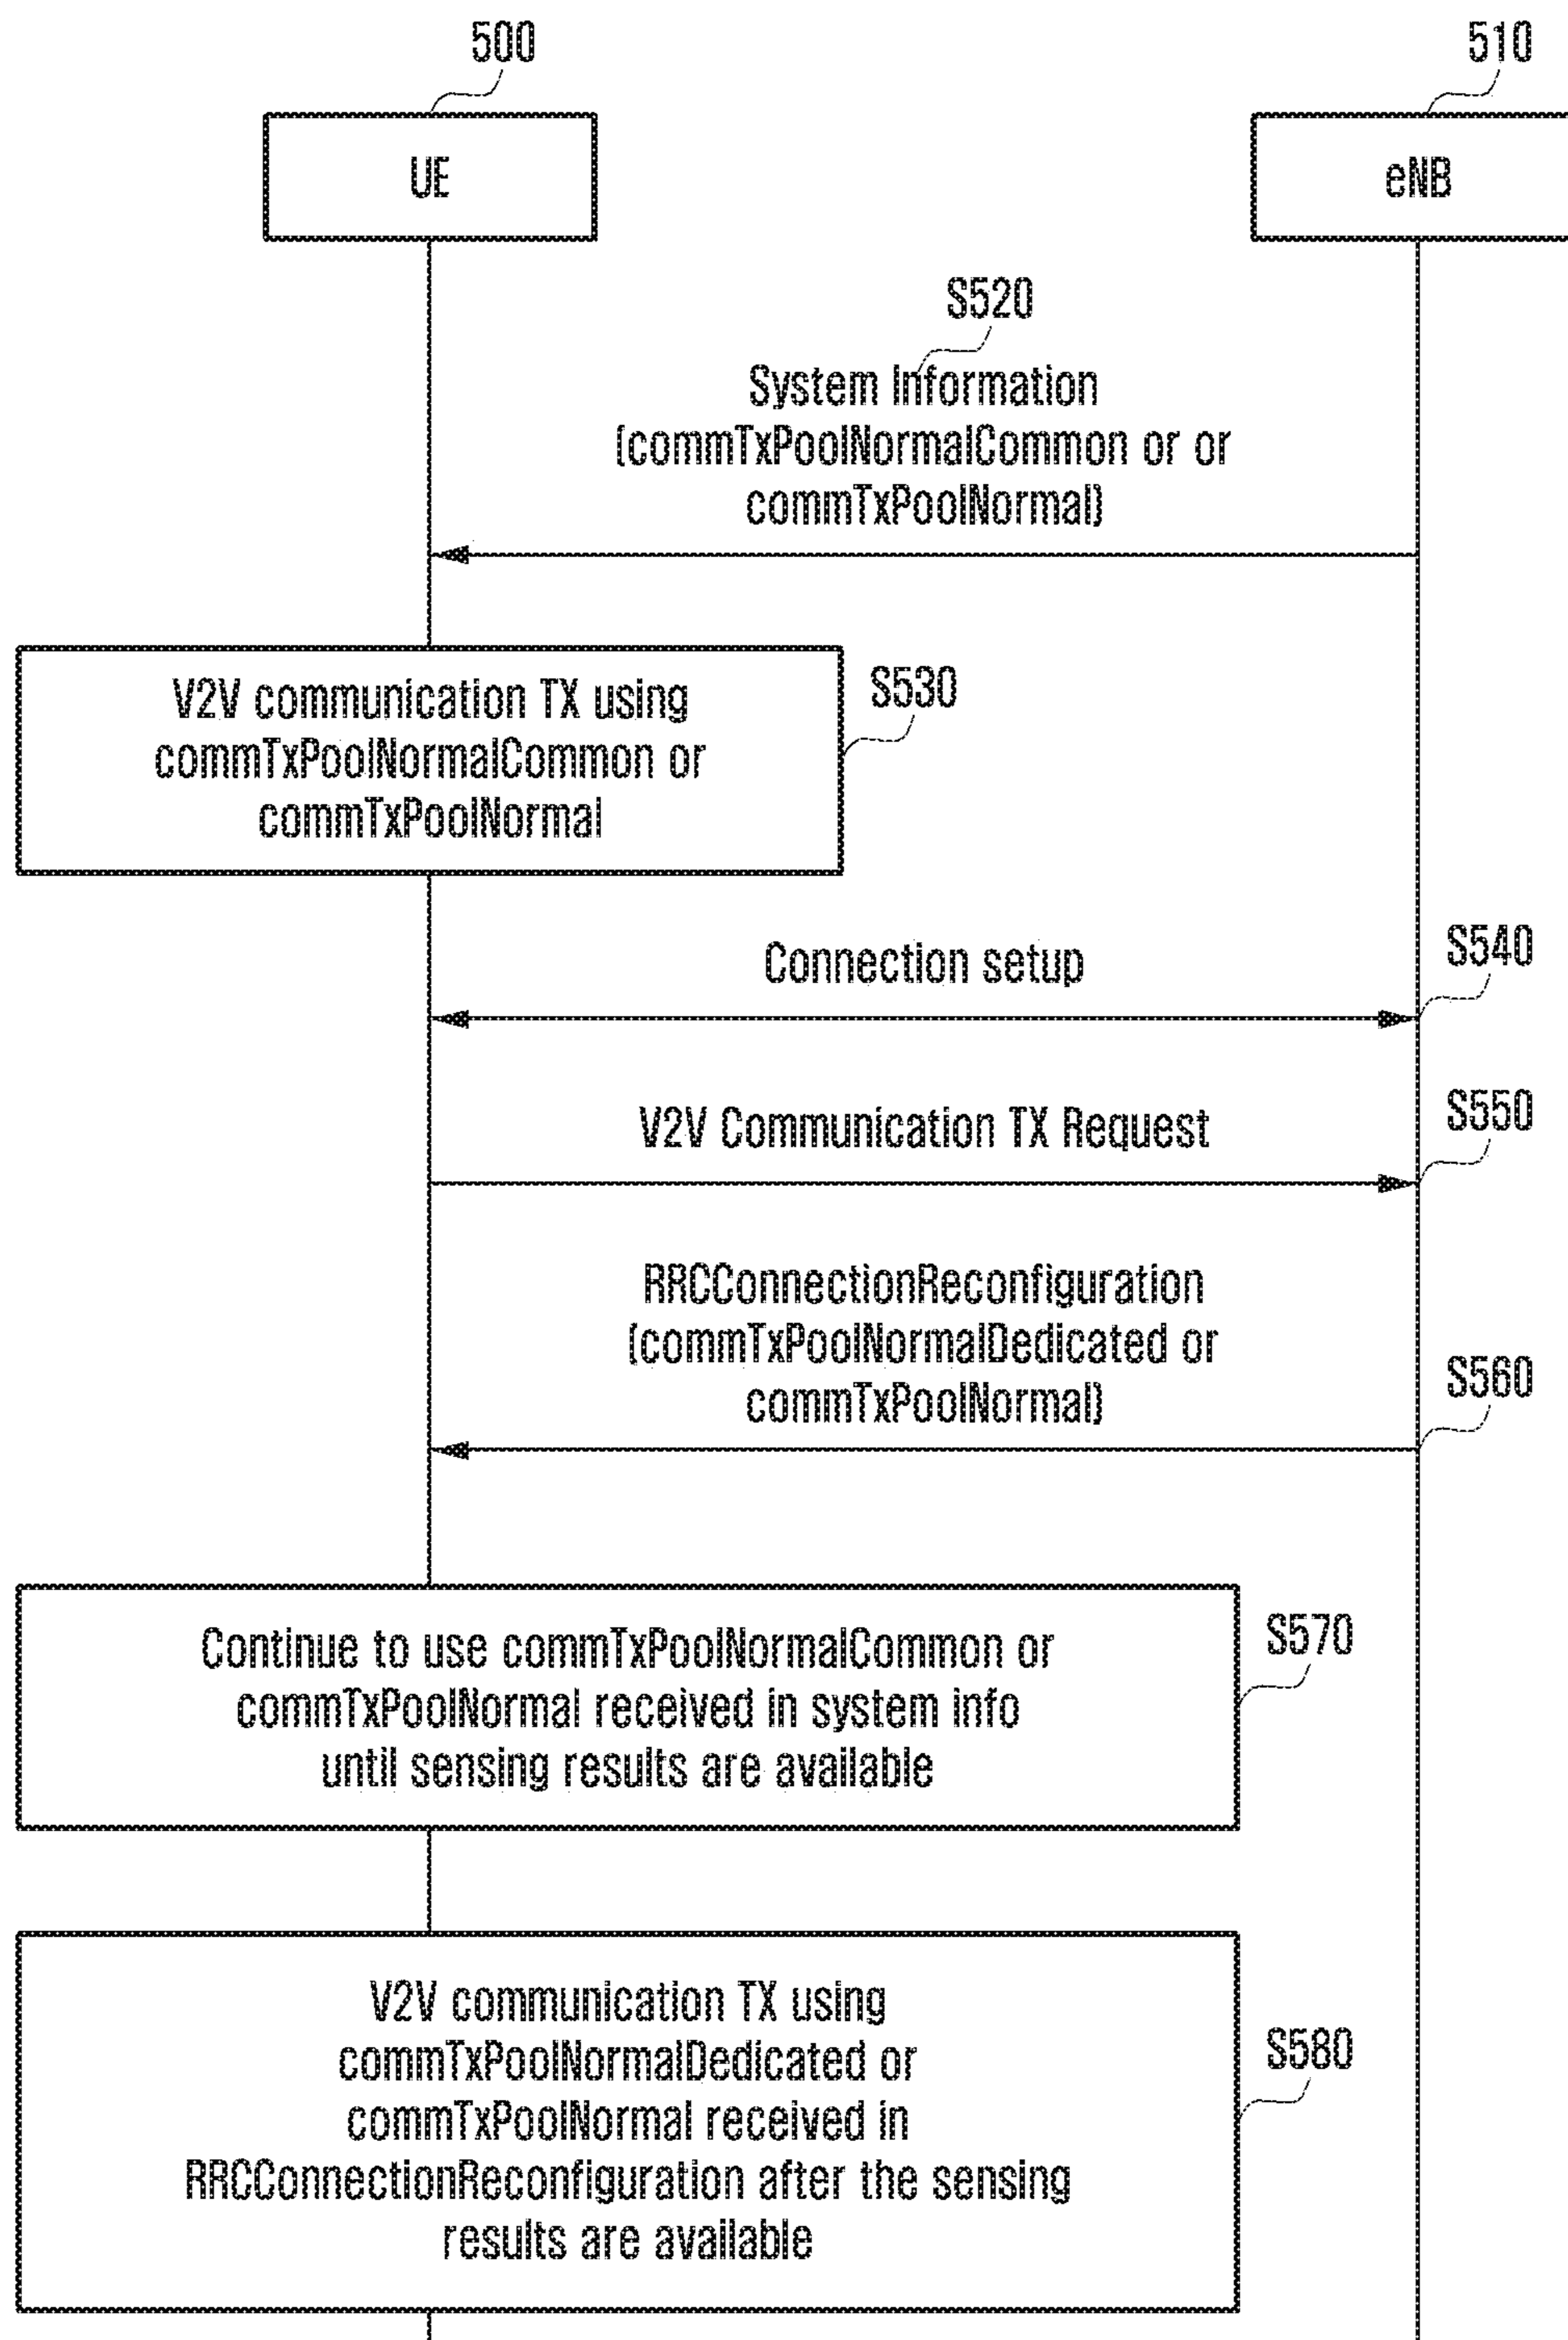 500
510
UE
eNB
S520
System Information
(commTxPoolNormalCommon or or
commTxPoolNormal)
V2V communication TX using
commTxPoolNormalCommon or
commTxPoolNormal
S530
Connection setup
S540
V2V Communication TX Request
S550
RRCConnectionReconfiguration
(commTxPoolNormalDedicated or
commTxPoolNormal)
S560
Continue to use commTxPoolNormalCommon or
commTxPoolNormal received in system info
until sensing results are available
S570
V2V communication TX using
commTxPoolNormalDedicated or
commTxPoolNormal received in
RRCConnectionReconfiguration after the sensing
results are available
S580